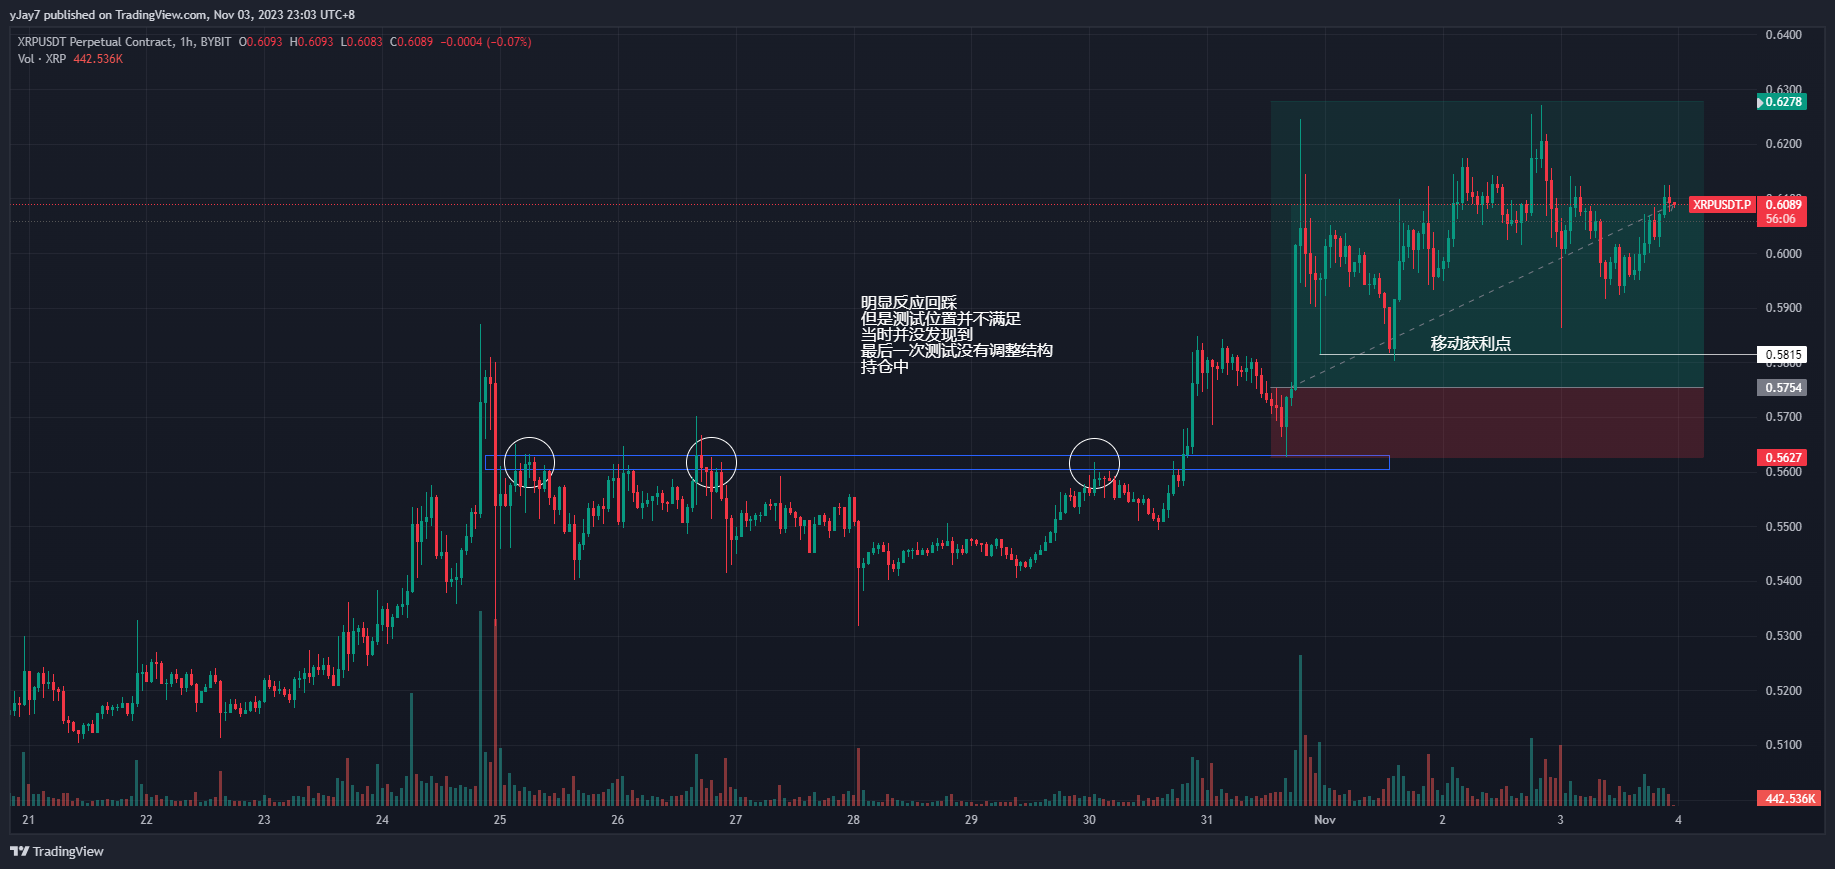 yJay7 published on TradingView.com, Nov 03, 2023 23:03 UTC+8
XRPUSDT Perpetual Contract, 1h, BYBIT O0.6093 H0.6093 L0.6083 C0.6089 −0.0004 (−0.07%)
Vol · XRP 442.536K
0.6400
0.6300
0.6278
0.6200
0.6100
XRPUSDT.P 0.6089
56:06
0.6000
明显反应回踩
但是测试位置并不满足
当时并没发现到
最后一次测试没有调整结构
持仓中
0.5900
移动获利点
0.5815
0.5800
0.5754
0.5700
0.5627
0.5600
0.5500
0.5400
0.5300
0.5200
0.5100
442.536K
21 22 23 24 25 26 27 28 29 30 31 Nov 2 3 4
TradingView